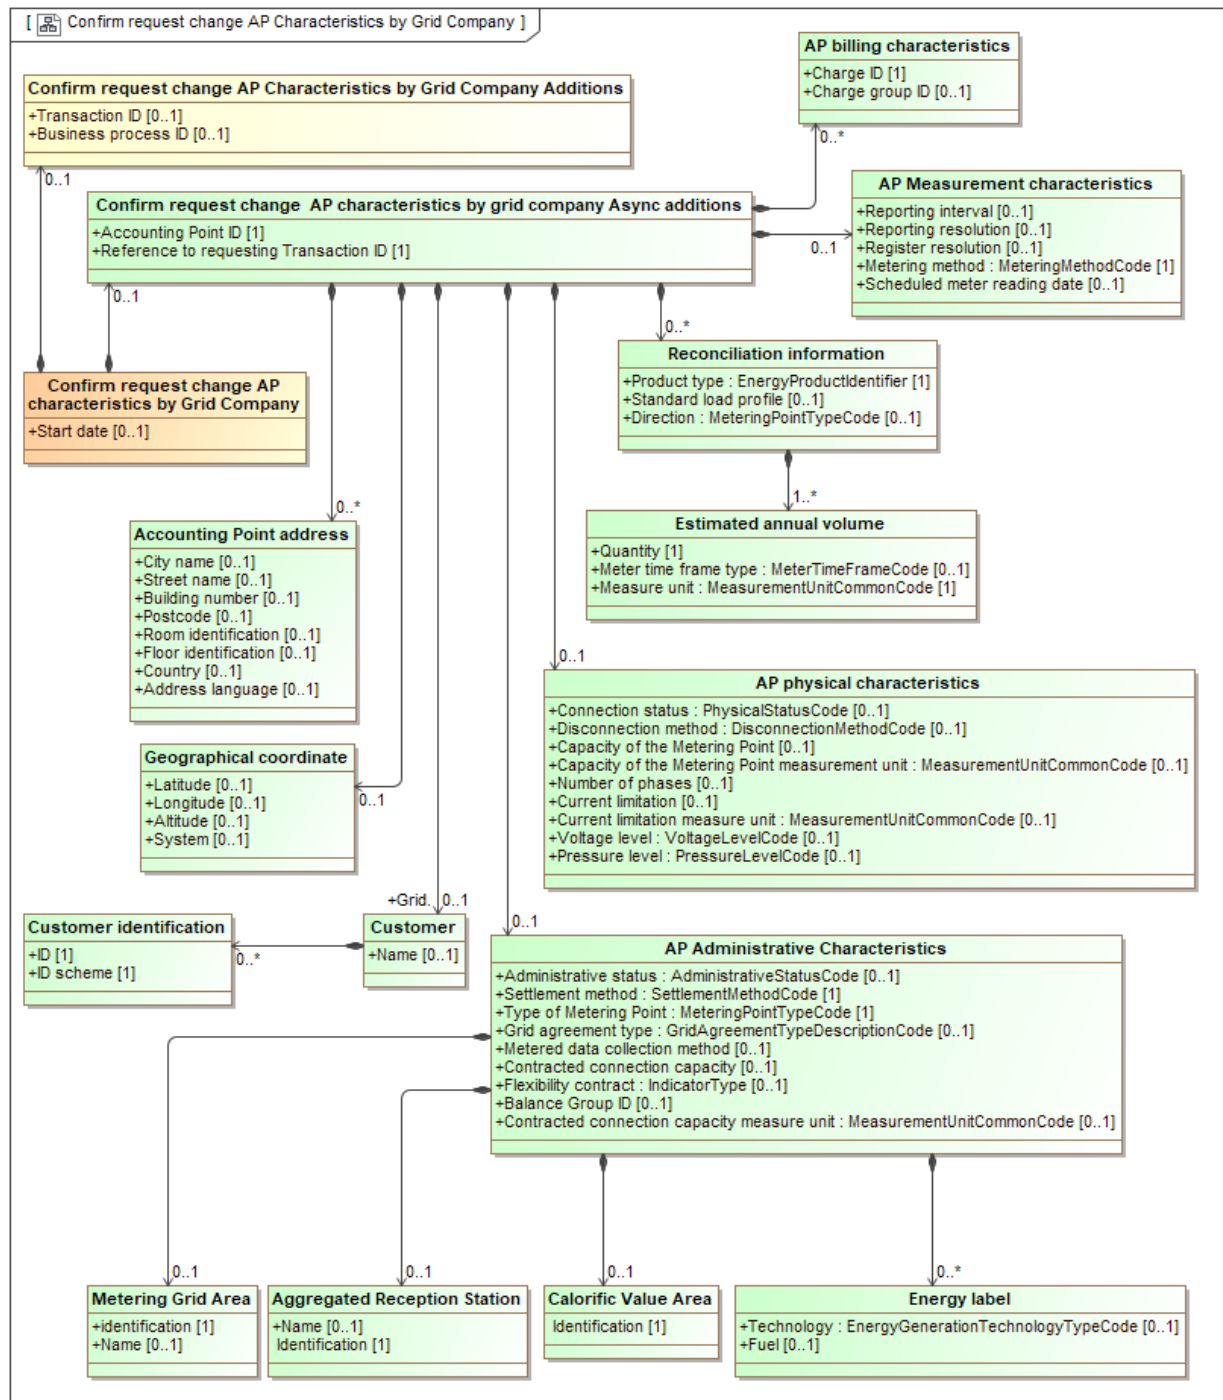 [ Confirm request change AP Characteristics by Grid Company ]
AP billing characteristics
+Charge ID [1]
+Charge group ID [0..1]
0..*
Confirm request change AP Characteristics by Grid Company Additions
+Transaction ID [0..1]
+Business process ID [0..1]
0..1
Confirm request change  AP characteristics by grid company Async additions
+Accounting Point ID [1]
+Reference to requesting Transaction ID [1]
0..1
AP Measurement characteristics
+Reporting interval [0..1]
+Reporting resolution [0..1]
+Register resolution [0..1]
+Metering method : MeteringMethodCode [1]
+Scheduled meter reading date [0..1]
0..1
0..*
Confirm request change AP
characteristics by Grid Company
+Start date [0..1]
Reconciliation information
+Product type : EnergyProductIdentifier [1]
+Standard load profile [0..1]
+Direction : MeteringPointTypeCode [0..1]
1..*
Estimated annual volume
+Quantity [1]
+Meter time frame type : MeterTimeFrameCode [0..1]
+Measure unit : MeasurementUnitCommonCode [1]
0..*
Accounting Point address
+City name [0..1]
+Street name [0..1]
+Building number [0..1]
+Postcode [0..1]
+Room identification [0..1]
+Floor identification [0..1]
+Country [0..1]
+Address language [0..1]
0..1
AP physical characteristics
+Connection status : PhysicalStatusCode [0..1]
+Disconnection method : DisconnectionMethodCode [0..1]
+Capacity of the Metering Point [0..1]
+Capacity of the Metering Point measurement unit : MeasurementUnitCommonCode [0..1]
+Number of phases [0..1]
+Current limitation [0..1]
+Current limitation measure unit : MeasurementUnitCommonCode [0..1]
+Voltage level : VoltageLevelCode [0..1]
+Pressure level : PressureLevelCode [0..1]
Geographical coordinate
+Latitude [0..1]
+Longitude [0..1]
+Altitude [0..1]
+System [0..1]
0..1
+Grid. 0..1
0..1
Customer identification
+ID [1]
+ID scheme [1]
0..*
Customer
+Name [0..1]
AP Administrative Characteristics
+Administrative status : AdministrativeStatusCode [0..1]
+Settlement method : SettlementMethodCode [1]
+Type of Metering Point : MeteringPointTypeCode [1]
+Grid agreement type : GridAgreementTypeDescriptionCode [0..1]
+Metered data collection method [0..1]
+Contracted connection capacity [0..1]
+Flexibility contract : IndicatorType [0..1]
+Balance Group ID [0..1]
+Contracted connection capacity measure unit : MeasurementUnitCommonCode [0..1]
0..1
0..1
0..1
0..*
Metering Grid Area
+identification [1]
+Name [0..1]
Aggregated Reception Station
+Name [0..1]
Identification [1]
Calorific Value Area
Identification [1]
Energy label
+Technology : EnergyGenerationTechnologyTypeCode [0..1]
+Fuel [0..1]